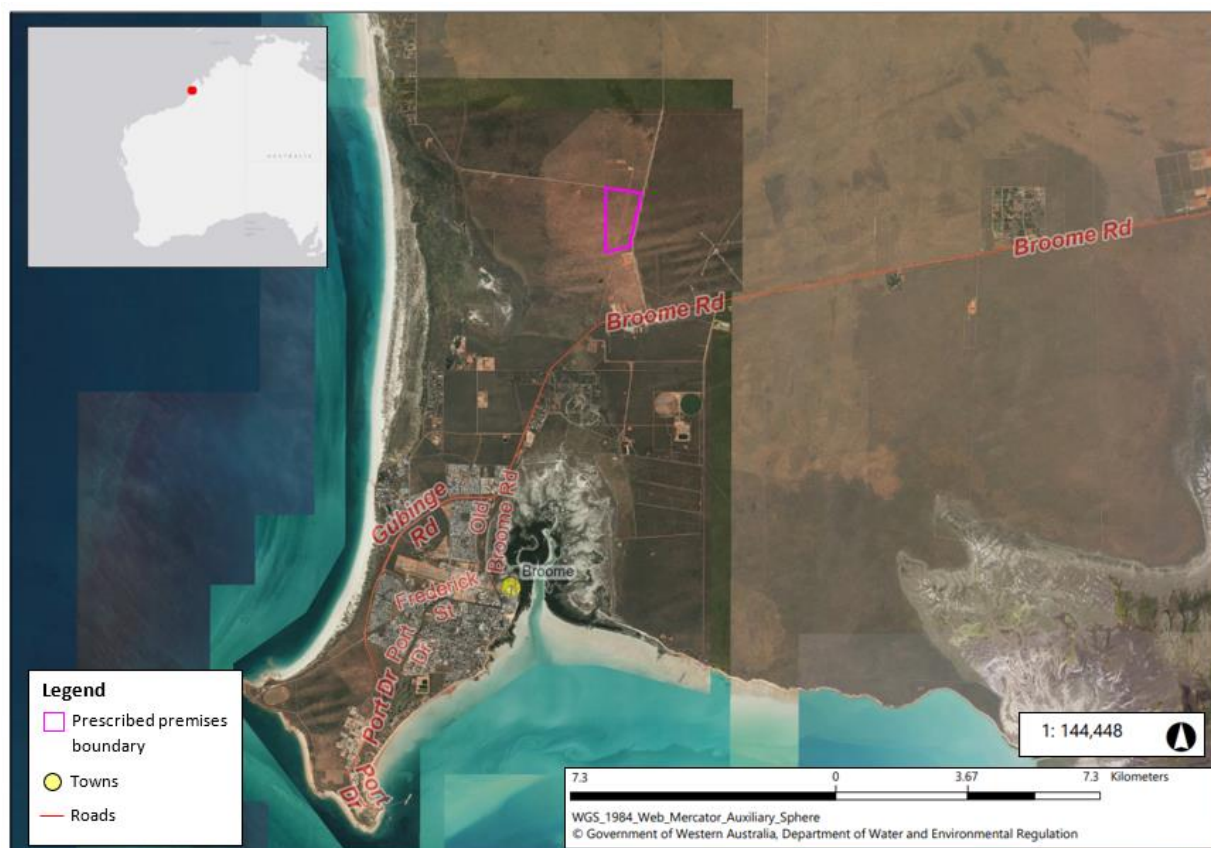 AUSTRALIA
Broome Rd
Broome Rd
Gubinge
Rd
Old
Broome Rd
Broome
Frederick
St
Port
Dr
Port Dr
Port
Dr
Legend
Prescribed premises
boundary
Towns
Roads
1: 144,448
7.3 0 3.67 7.3 Kilometers
WGS_1984_Web_Mercator_Auxiliary_Sphere
© Government of Western Australia, Department of Water and Environmental Regulation